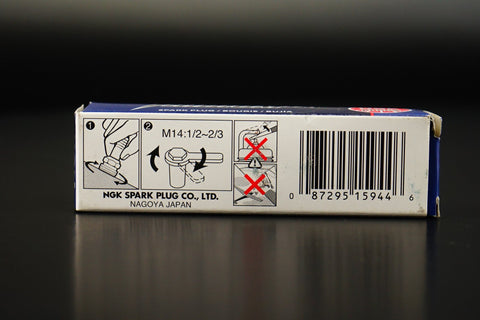 SPARK PLUG / BOUGIE / BUJIA
1
2
M14:1/2~2/3
NGK SPARK PLUG CO., LTD.
NAGOYA JAPAN
0 87295 15944 6